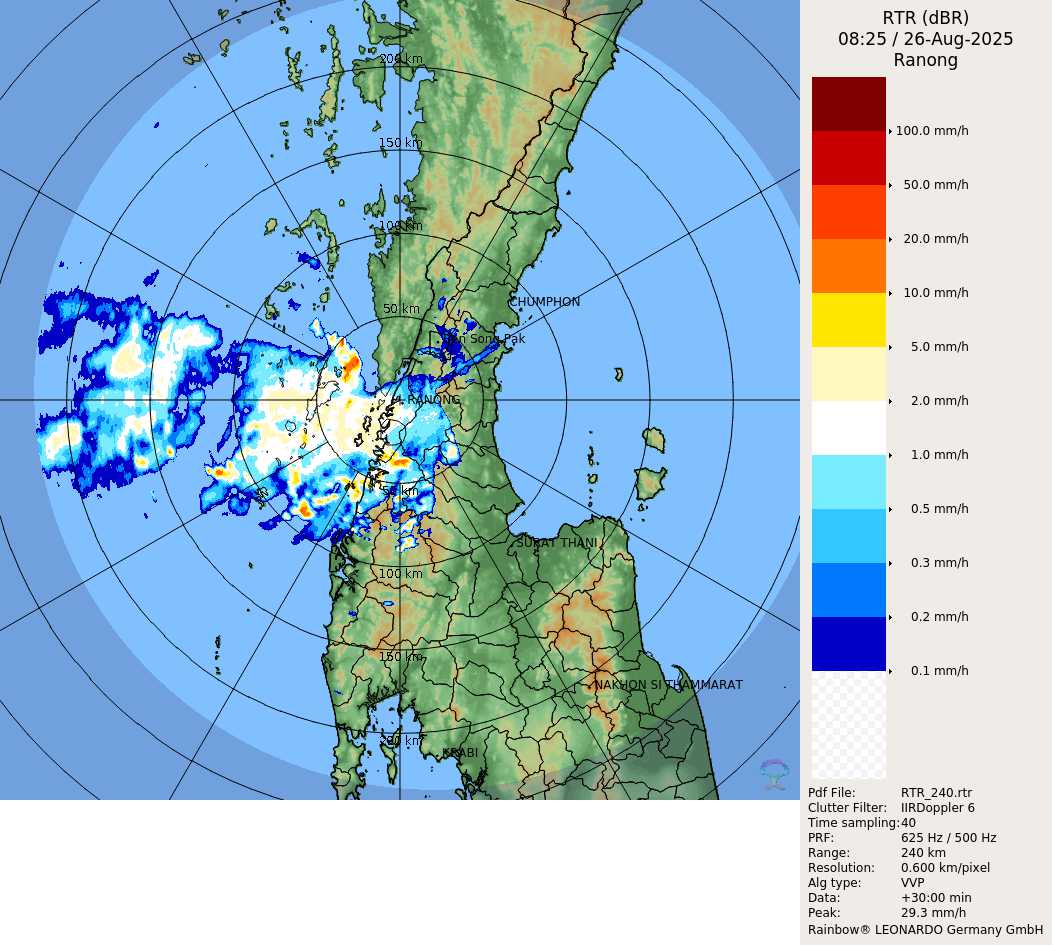 RTR (dBR)
08:25 / 26-Aug-2025
Ranong
200 km
150 km
100 km
50 km
CHUMPHON
Song Pak
RANONG
50 km
SURAT THANI
100 km
150 km
NAKHON SI THAMMARAT
200 km
KRABI
100.0 mm/h
50.0 mm/h
20.0 mm/h
10.0 mm/h
5.0 mm/h
2.0 mm/h
1.0 mm/h
0.5 mm/h
0.3 mm/h
0.2 mm/h
0.1 mm/h
Pdf File: RTR_240.rtr
Clutter Filter: IIRDoppler 6
Time sampling:40
PRF: 625 Hz / 500 Hz
Range: 240 km
Resolution: 0.600 km/pixel
Alg type: VVP
Data: +30:00 min
Peak: 29.3 mm/h
Rainbow® LEONARDO Germany GmbH